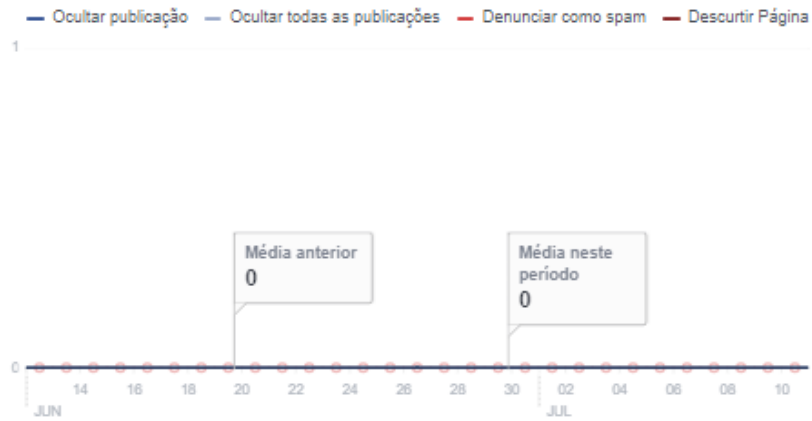 Ocultar publicação Ocultar todas as publicações Denunciar como spam Descurtir Página
1
Média anterior
0
Média neste
período
0
0
14 16 18 20 22 24 26 28 30 02 04 06 08 10
JUN JUL